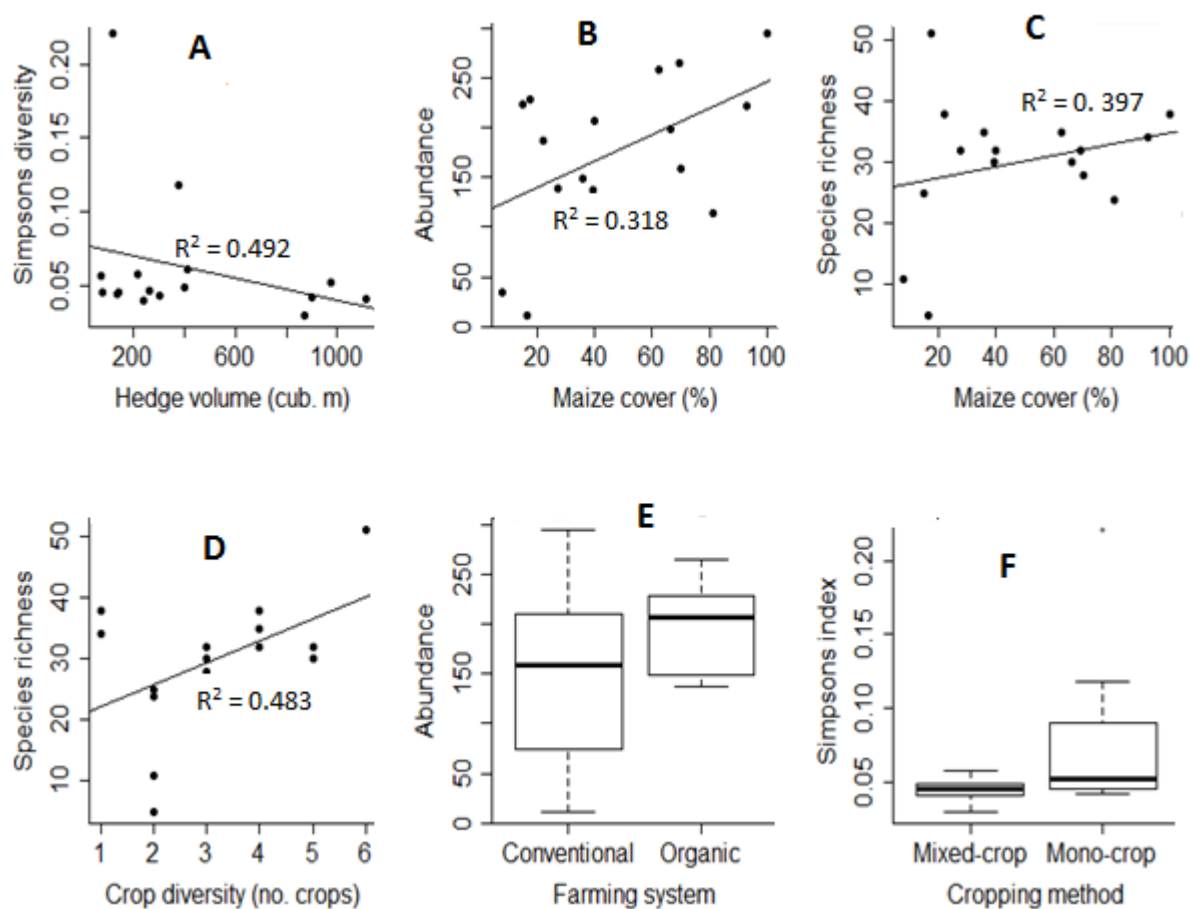 A
Simpsons diversity
0.20
0.15
0.10
0.05
R² = 0.492
200
600
1000
Hedge volume (cub. m)
B
Abundance
250
150
50
0
R² = 0.318
20
40
60
80
100
Maize cover (%)
C
Species richness
50
40
30
20
10
R² = 0. 397
20
40
60
80
100
Maize cover (%)
D
Species richness
50
40
30
20
10
R² = 0.483
1
2
3
4
5
6
Crop diversity (no. crops)
E
Abundance
250
150
50
0
Conventional
Organic
Farming system
F
Simpsons index
0.20
0.15
0.10
0.05
Mixed-crop
Mono-crop
Cropping method